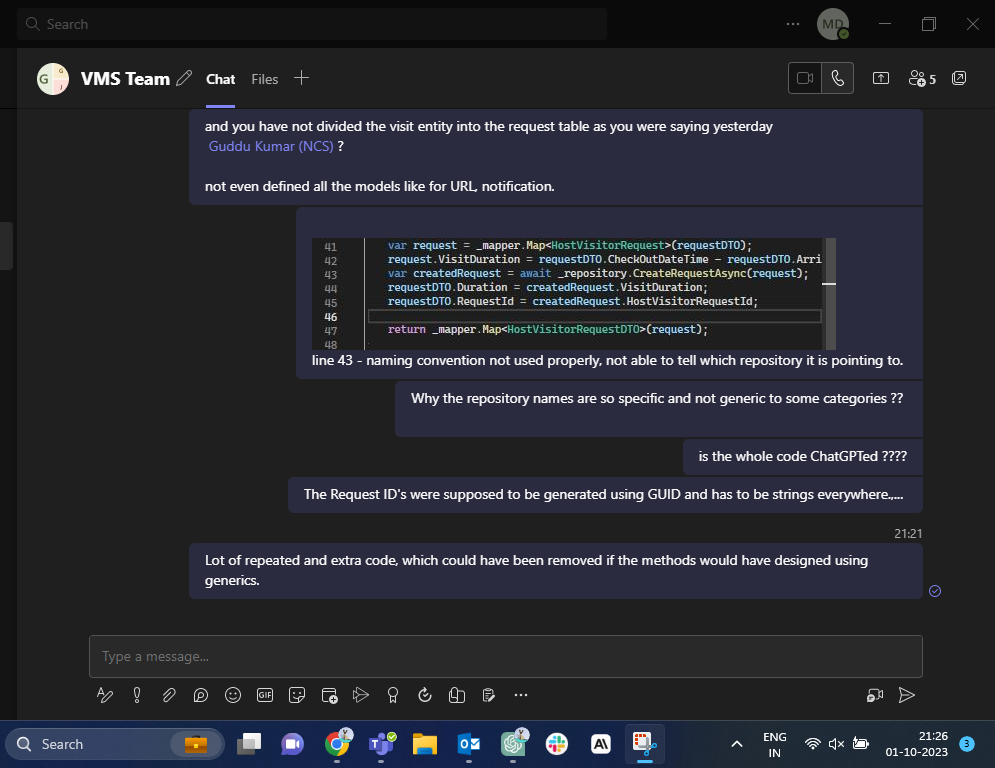 Search
MD
G G J
VMS Team Chat Files
5
and you have not divided the visit entity into the request table as you were saying yesterday
Guddu Kumar (NCS) ?
not even defined all the models like for URL, notification.
41 var request = _mapper.Map<HostVisitorRequest>(requestDTO);
42 request.VisitDuration = requestDTO.CheckOutDateTime - requestDTO.Arri
43 var createdRequest = await _repository.CreateRequestAsync(request);
44 requestDTO.Duration = createdRequest.VisitDuration;
45 requestDTO.RequestId = createdRequest.HostVisitorRequestId;
46
47 return _mapper.Map<HostVisitorRequestDTO>(request);
48
line 43 - naming convention not used properly, not able to tell which repository it is pointing to.
Why the repository names are so specific and not generic to some categories ??
is the whole code ChatGPTed ????
The Request ID's were supposed to be generated using GUID and has to be strings everywhere.,...
21:21
Lot of repeated and extra code, which could have been removed if the methods would have designed using
generics.
Type a message...
GIF
Search
ENG
IN
21:26
01-10-2023
3